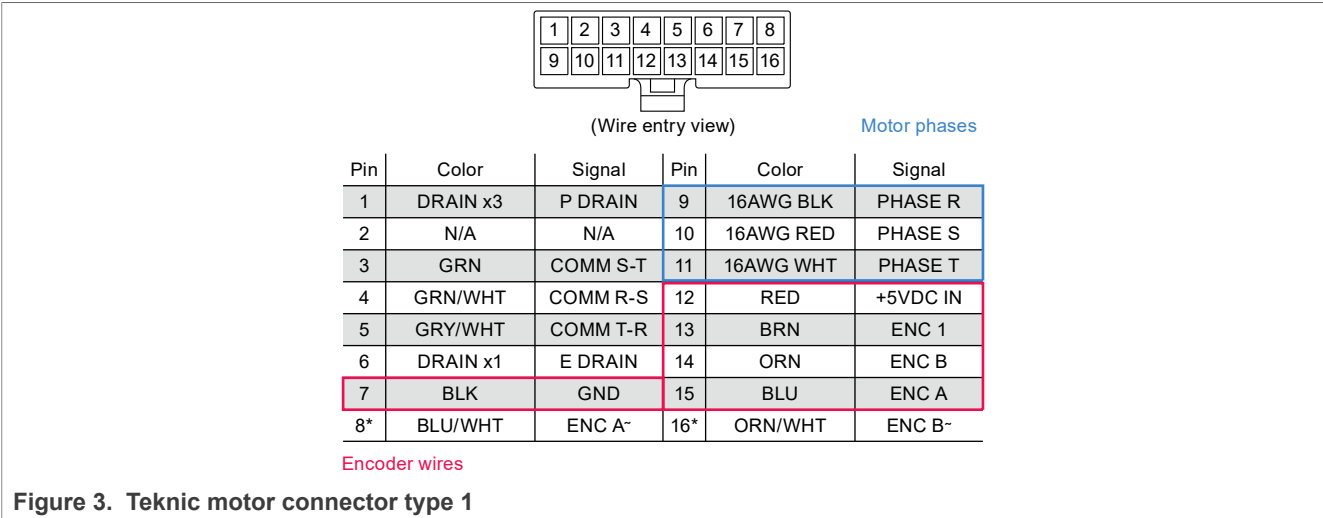 1 2 3 4 5 6 7 8
9 10 11 12 13 14 15 16
(Wire entry view) Motor phases
Pin Color Signal Pin Color Signal
1 DRAIN x3 P DRAIN 9 16AWG BLK PHASE R
2 N/A N/A 10 16AWG RED PHASE S
3 GRN COMM S-T 11 16AWG WHT PHASE T
4 GRN/WHT COMM R-S 12 RED +5VDC IN
5 GRY/WHT COMM T-R 13 BRN ENC 1
6 DRAIN x1 E DRAIN 14 ORN ENC B
7 BLK GND 15 BLU ENC A
8* BLU/WHT ENC A~ 16* ORN/WHT ENC B~
Encoder wires
Figure 3. Teknic motor connector type 1